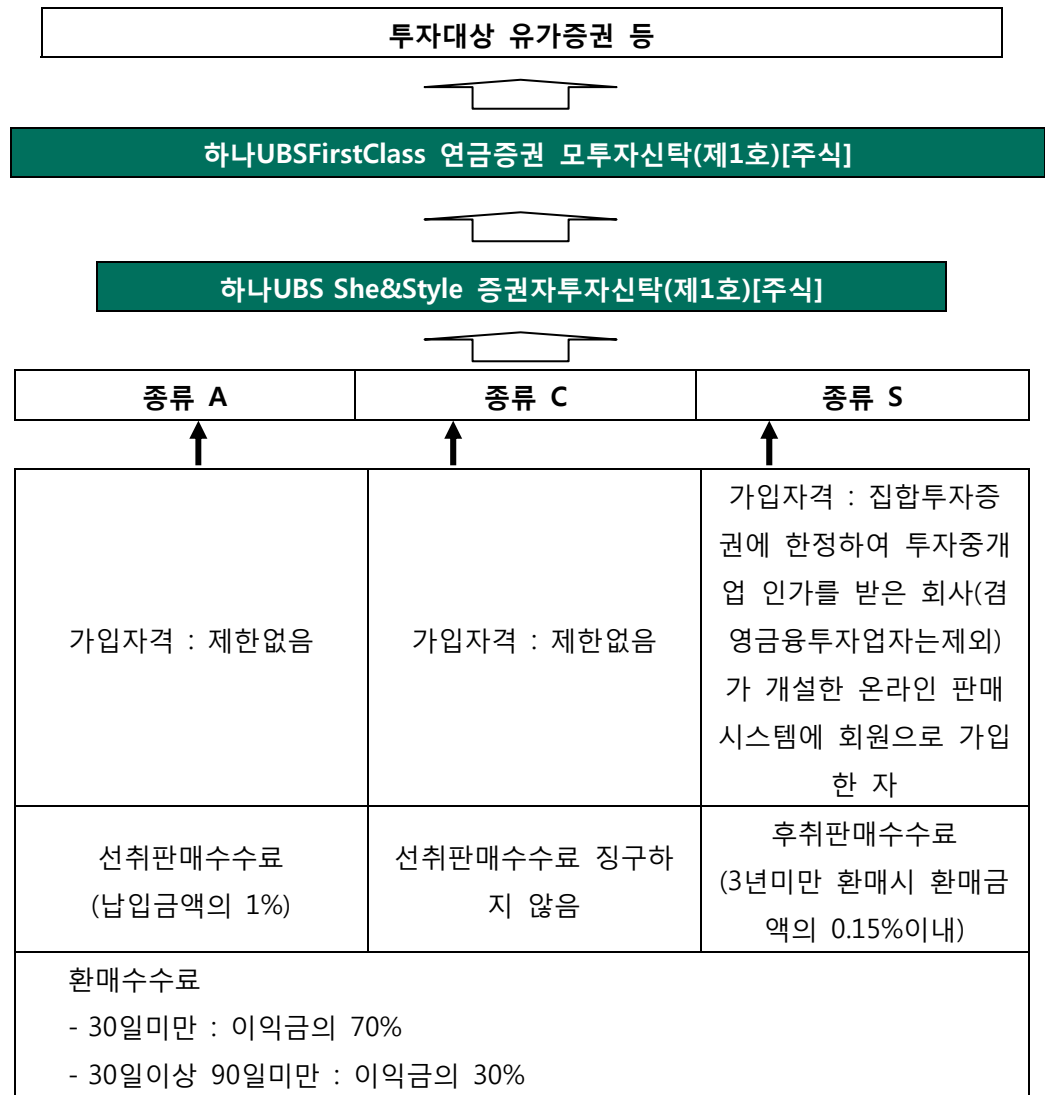 투자대상 유가증권 등
하나UBSFirstClass 연금증권 모투자신탁(제1호)[주식]
하나UBS She&Style 증권자투자신탁(제1호)[주식]
종류 A
종류 C
종류 S
가입자격 : 제한없음
가입자격 : 제한없음
가입자격 : 집합투자증
권에 한정하여 투자중개
업 인가를 받은 회사(겸
영금융투자업자는제외)
가 개설한 온라인 판매
시스템에 회원으로 가입
한 자
선취판매수수료
(납입금액의 1%)
선취판매수수료 징구하
지 않음
후취판매수수료
(3년미만 환매시 환매금
액의 0.15%이내)
환매수수료
- 30일미만 : 이익금의 70%
- 30일이상 90일미만 : 이익금의 30%